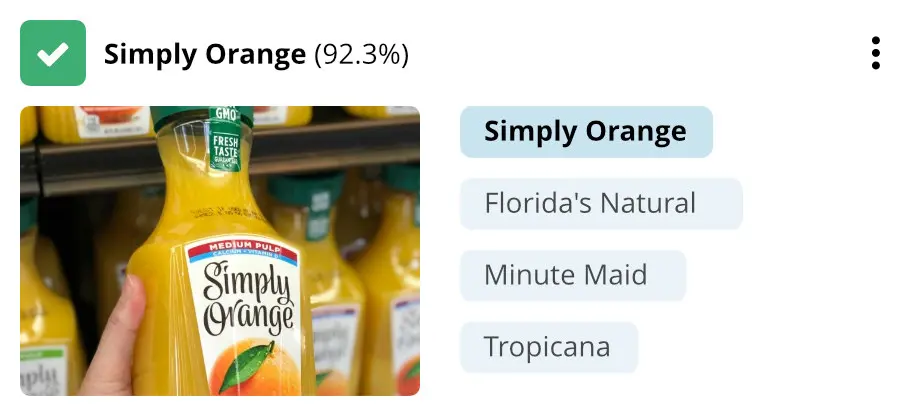 Simply Orange (92.3%)
GMO
FRESH
TASTE
MEDIUM PULP
CALCIUM + VITAMIN D
Simply
Orange
Simply Orange
Florida's Natural
Minute Maid
Tropicana